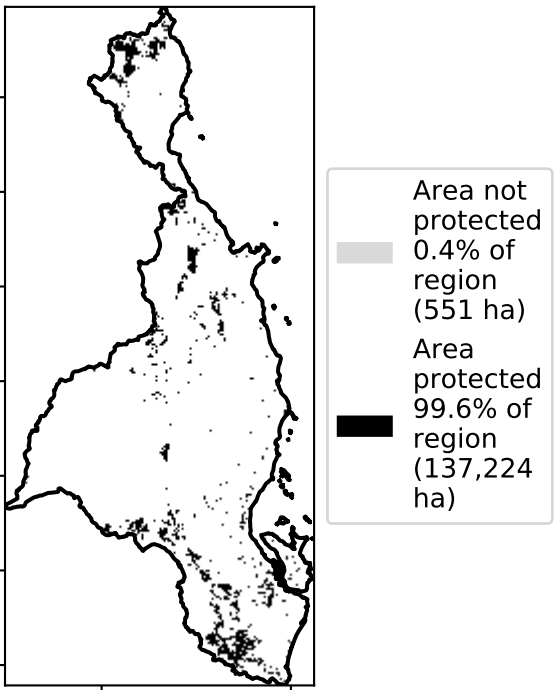 Area not
protected
0.4% of
region
(551 ha)
Area
protected
99.6% of
region
(137,224
ha)